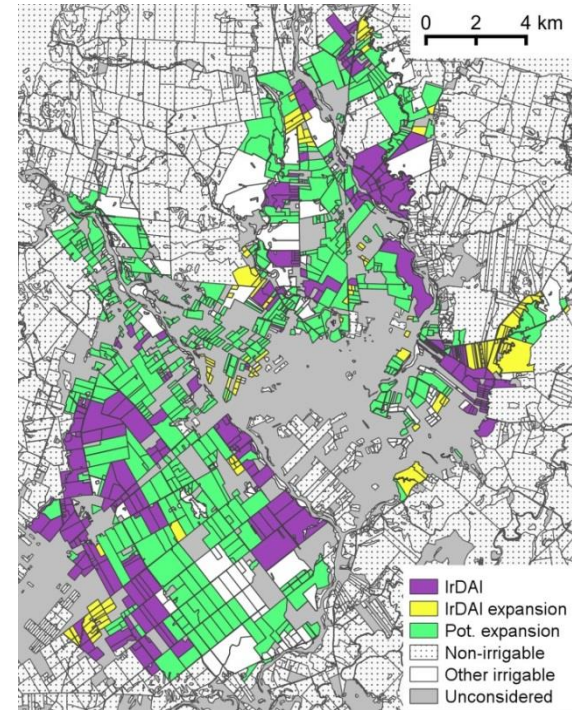 0 2 4 km
IrDAI
IrDAI expansion
Pot. expansion
Non-irrigable
Other irrigable
Unconsidered